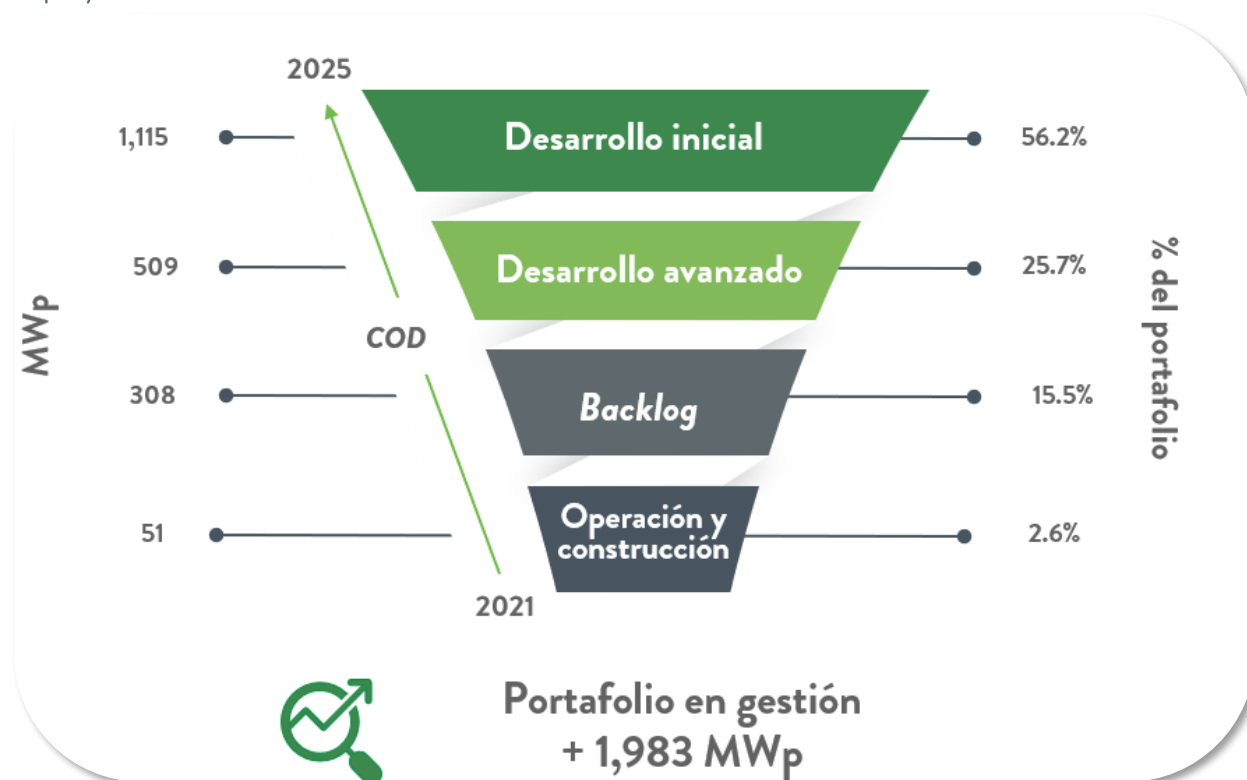 2025
1,115
Desarrollo inicial
56.2%
509
Desarrollo avanzado
25.7%
MWp
COD
% del portafolio
308
Backlog
15.5%
51
Operación y
construcción
2.6%
2021
Portafolio en gestión
+ 1,983 MWp